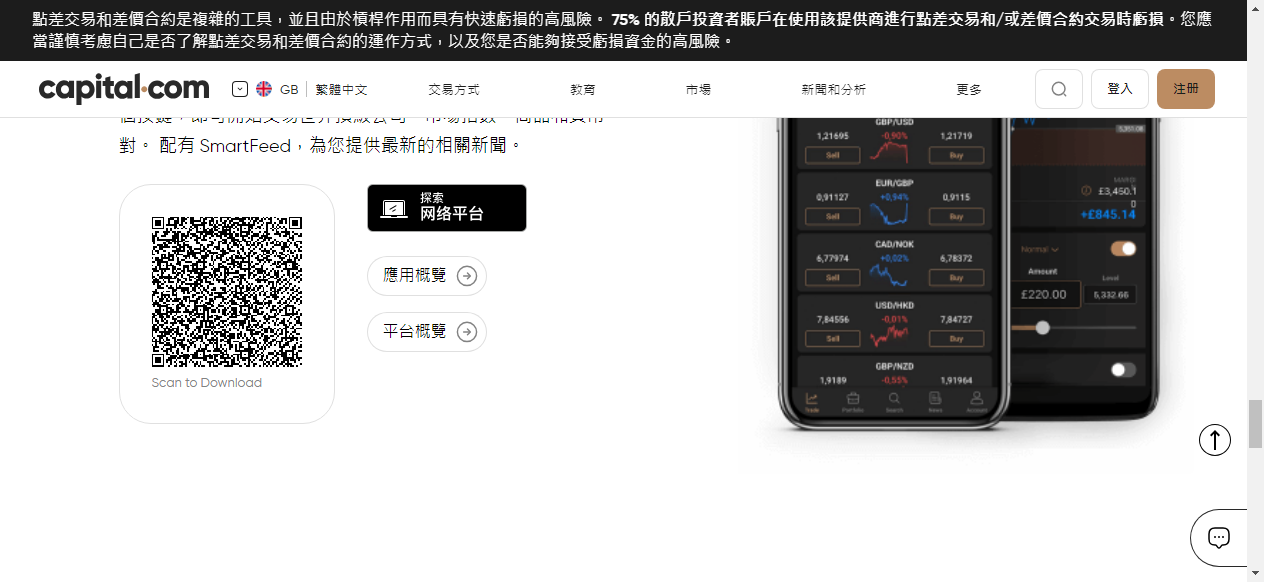 點差交易和差價合約是複雜的工具，並且由於槓桿作用而具有快速虧損的高風險。 75% 的散戶投資者賬戶在使用該提供商進行點差交易和/或差價合約交易時虧損。您應
當謹慎考慮自己是否了解點差交易和差價合約的運作方式，以及您是否能夠接受虧損資金的高風險。
capital.com GB 繁體中文 交易方式 教育 市場 新聞和分析 更多 登入 注册
對。 配有 SmartFeed，為您提供最新的相關新聞。
探索
网络平台
應用概覽
平台概覽
Scan to Download
GBP/USD
1,21695 -0,90% 1,21719
Sell Buy
EUR/GBP
0,91127 +0,94% 0,9115
Sell Buy
CAD/NOK
6,77974 +0,02% 6,78372
Sell Buy
USD/HKD
7,84556 -0,01% 7,84727
Sell Buy
GBP/NZD
1,9189 -0,55% 1,91964
Trade Portfolio Search News Account
£3,450.1
0
+£845.14
Normal
Amount Level
£220.00 5,332.66